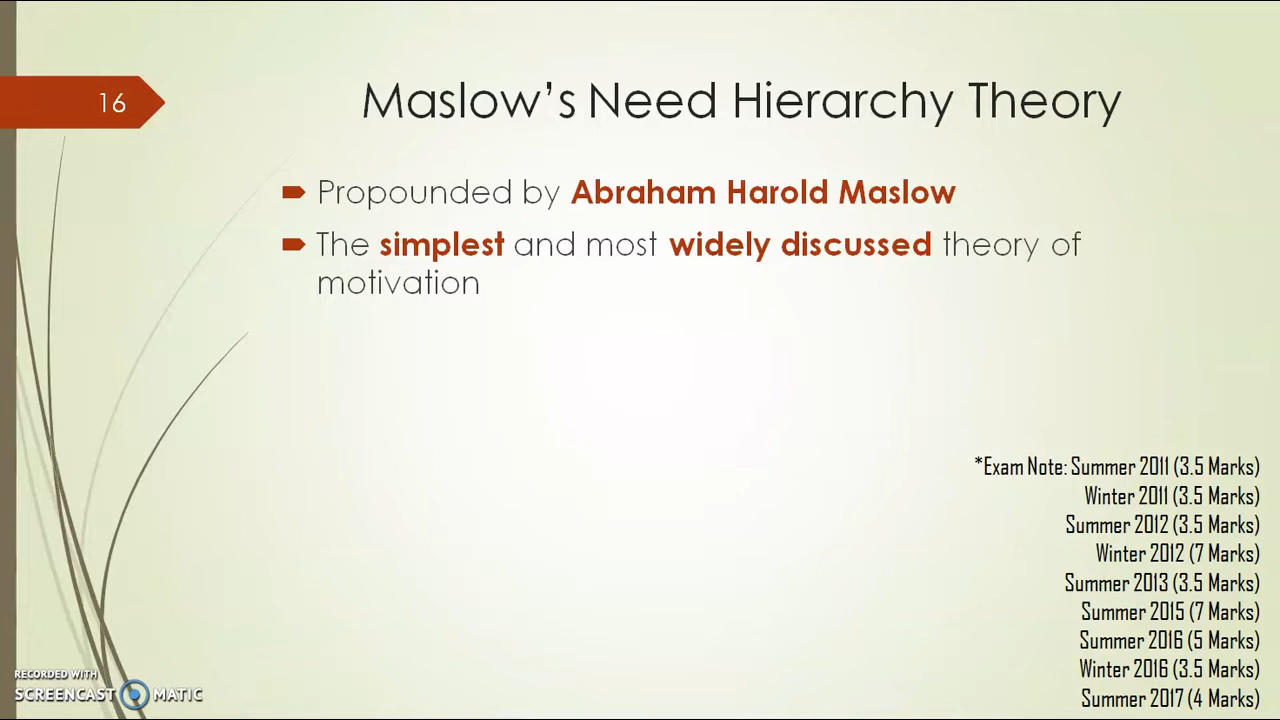 16
Maslow’s Need Hierarchy Theory
Propounded by Abraham Harold Maslow
The simplest and most widely discussed theory of
motivation
*Exam Note: Summer 2011 (3.5 Marks)
Winter 2011 (3.5 Marks)
Summer 2012 (3.5 Marks)
Winter 2012 (7 Marks)
Summer 2013 (3.5 Marks)
Summer 2015 (7 Marks)
Summer 2016 (5 Marks)
Winter 2016 (3.5 Marks)
Summer 2017 (4 Marks)
RECORDED WITH
SCREENCAST MATIC